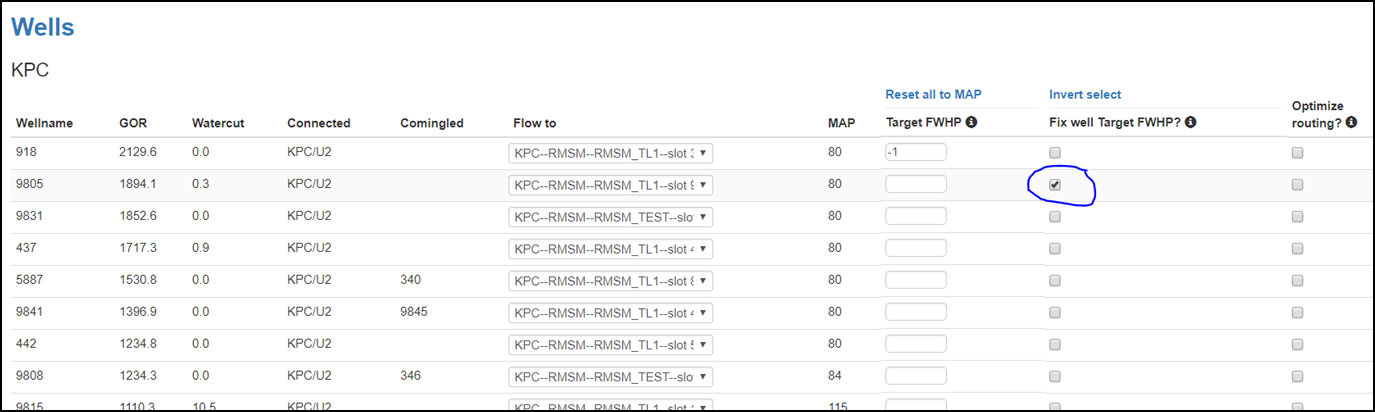 Wells
KPC
Reset all to MAP Invert select
Wellname GOR Watercut Connected Comingled Flow to MAP Target FWHP Fix well Target FWHP? Optimize routing?
918 2129.6 0.0 KPC/U2 KPC--RMSM--RMSM_TL1--slot 3 80 -1
9805 1894.1 0.3 KPC/U2 KPC--RMSM--RMSM_TL1--slot 9 80
9831 1852.6 0.0 KPC/U2 KPC--RMSM--RMSM_TEST--slot 80
437 1717.3 0.9 KPC/U2 KPC--RMSM--RMSM_TL1--slot 4 80
5887 1530.8 0.0 KPC/U2 340 KPC--RMSM--RMSM_TL1--slot 8 80
9841 1396.9 0.0 KPC/U2 9845 KPC--RMSM--RMSM_TL1--slot 4 80
442 1234.8 0.0 KPC/U2 KPC--RMSM--RMSM_TL1--slot 5 80
9808 1234.3 0.0 KPC/U2 346 KPC--RMSM--RMSM_TEST--slot 84
9815 1110.3 10.5 KPC/U2 KPC--RMSM--RMSM_TL1--slot 115